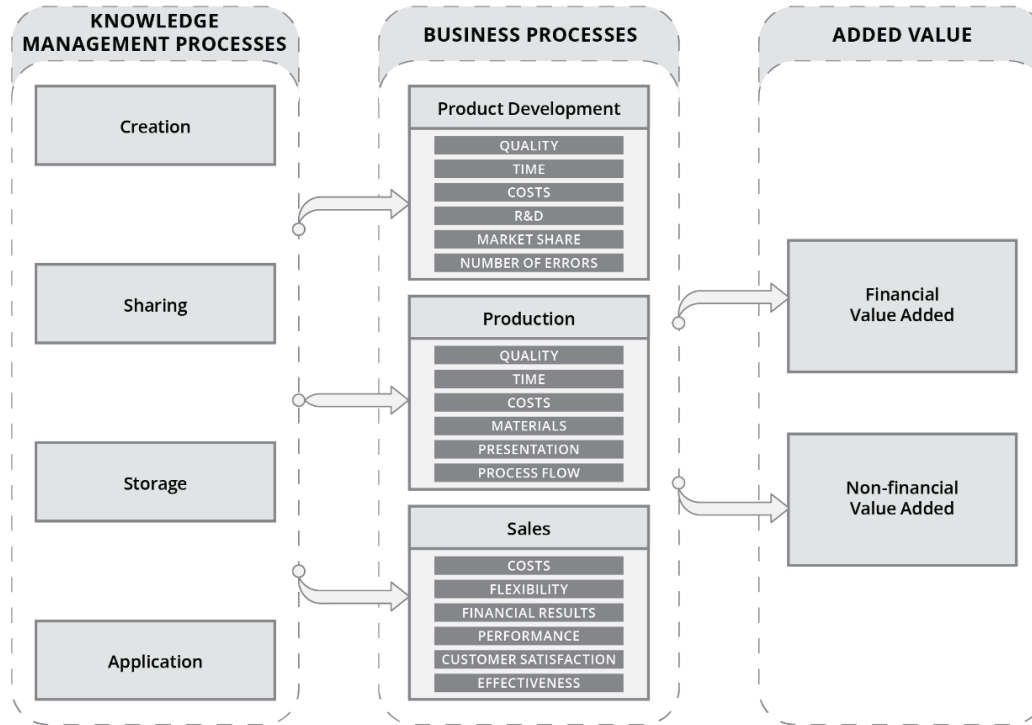 KNOWLEDGE
MANAGEMENT PROCESSES
Creation
Sharing
Storage
Application
BUSINESS PROCESSES
Product Development
QUALITY
TIME
COSTS
R&D
MARKET SHARE
NUMBER OF ERRORS
Production
QUALITY
TIME
COSTS
MATERIALS
PRESENTATION
PROCESS FLOW
Sales
COSTS
FLEXIBILITY
FINANCIAL RESULTS
PERFORMANCE
CUSTOMER SATISFACTION
EFFECTIVENESS
ADDED VALUE
Financial
Value Added
Non-financial
Value Added